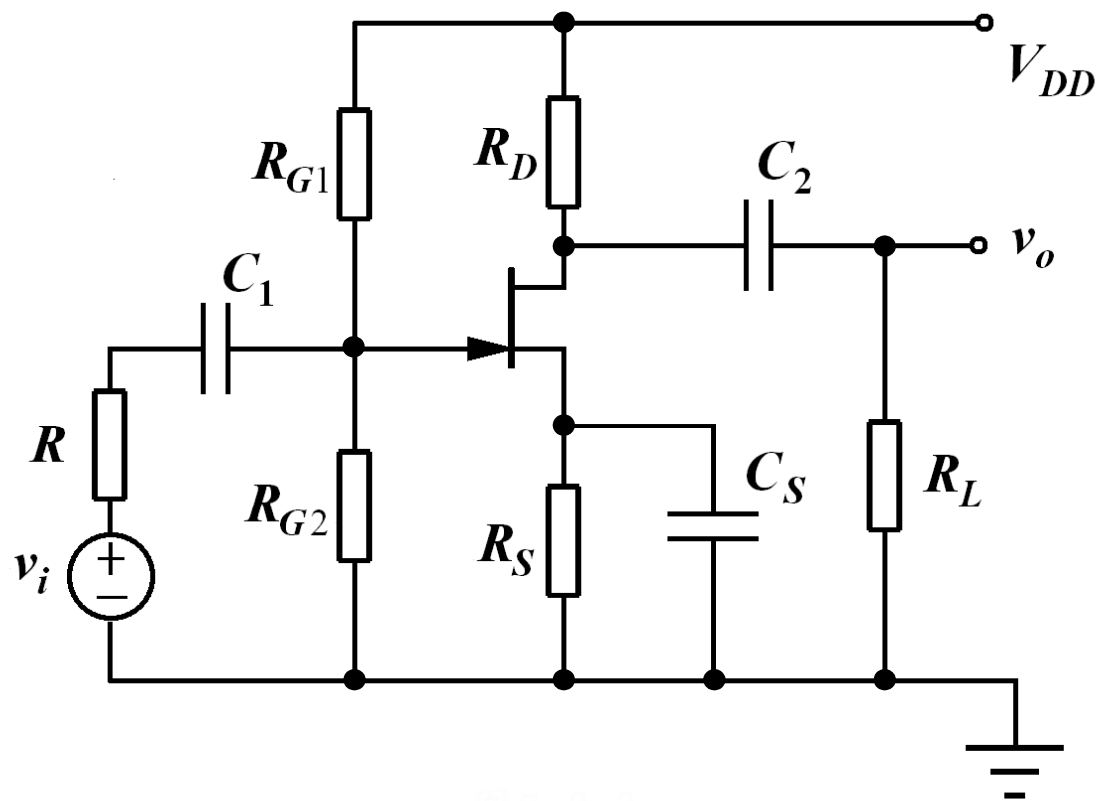 V_DD
R_G1
R_D
C_2
v_o
C_1
R
R_G2
R_S
C_S
R_L
v_i
+
−